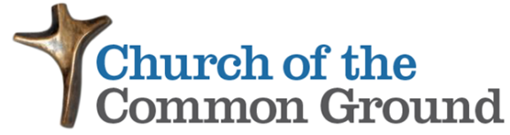 Church of the
Common Ground